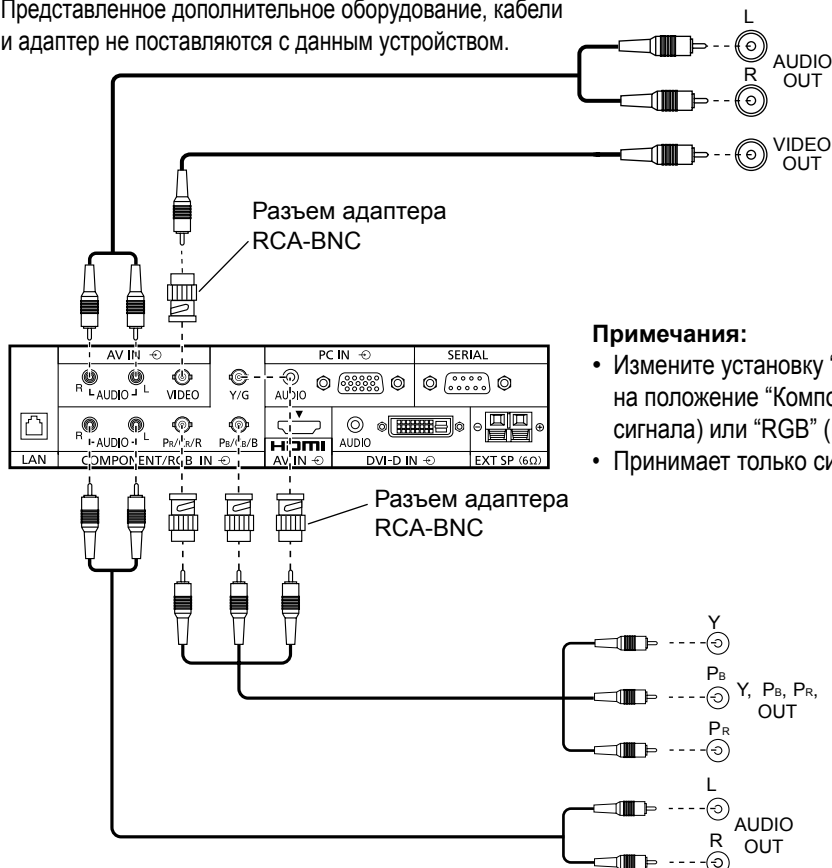 Представленное дополнительное оборудование, кабели
и адаптер не поставляются с данным устройством.
L
AUDIO
OUT
R
VIDEO
OUT
Разъем адаптера
RCA-BNC
Примечания:
• Измените установку “
на положение “Компо
сигнала) или “RGB” (
• Принимает только си
AV IN
PC IN
SERIAL
R AUDIO L
VIDEO
Y/G
AUDIO
R AUDIO L
PR/CR/R
PB/CB/B
HDMI
AUDIO
LAN
COMPONENT/RGB IN
AV IN
DVI-D IN
EXT SP (6Ω)
Разъем адаптера
RCA-BNC
Y
PB
Y, PB, PR,
OUT
PR
L
AUDIO
OUT
R